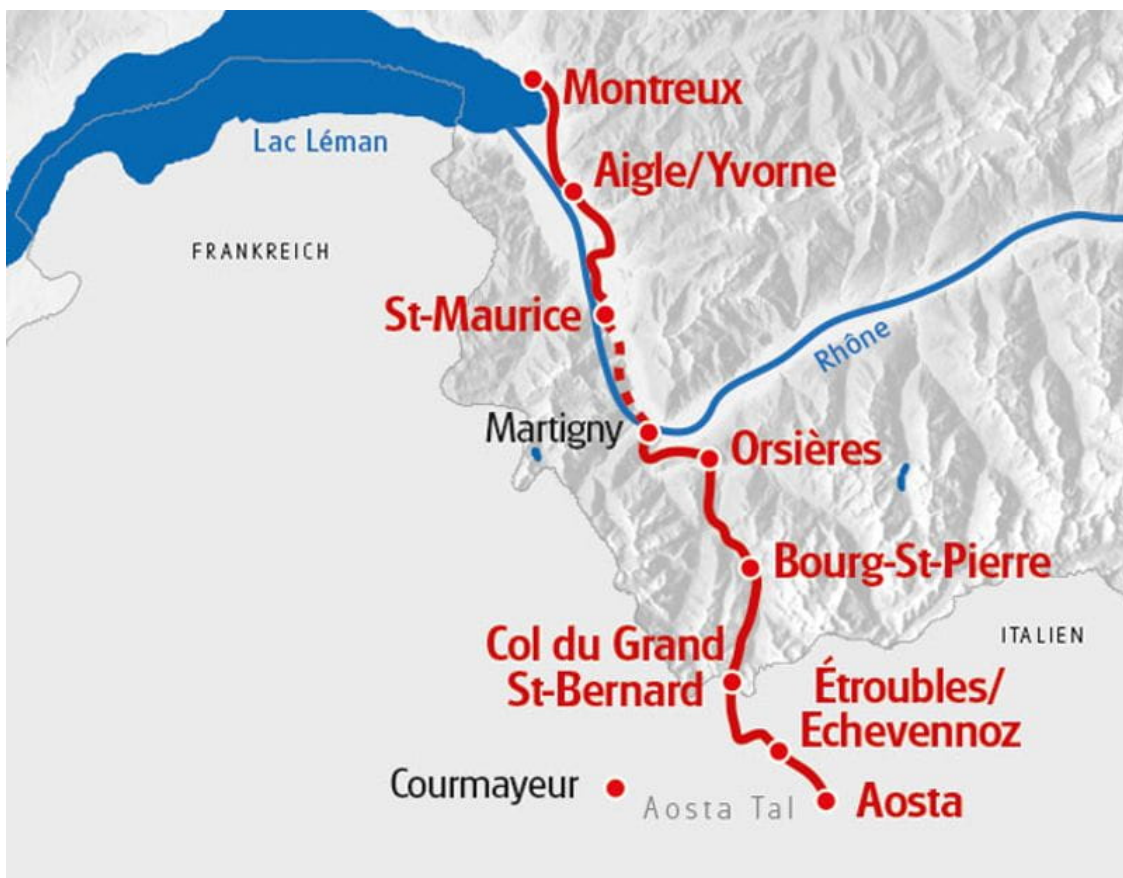 Montreux
Lac Léman
Aigle/Yvorne
FRANKREICH
St-Maurice
Rhône
Martigny
Orsières
Bourg-St-Pierre
ITALIEN
Col du Grand
St-Bernard
Étroubles/
Echevennoz
Courmayeur
Aosta Tal
Aosta